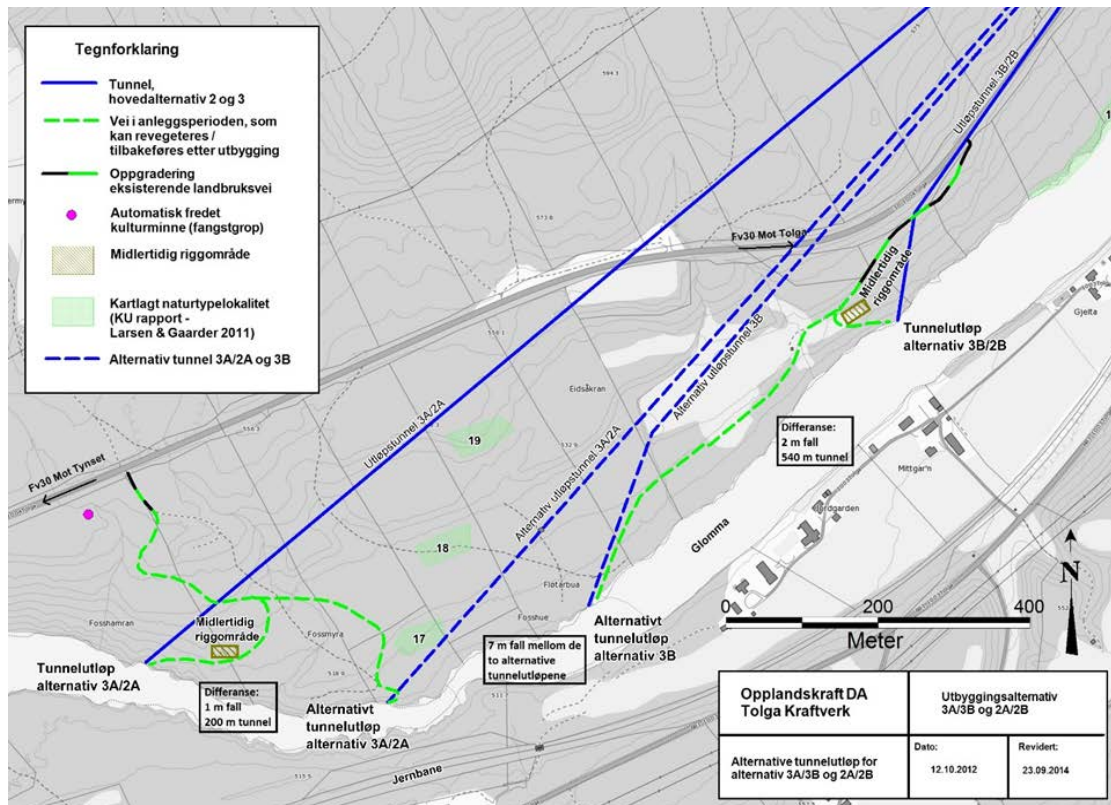 Tegnforklaring
Tunnel,
hovedalternativ 2 og 3
Vei i anleggsperioden, som
kan revegeteres /
tilbakeføres etter utbygging
Oppgradering
eksisterende landbruksvei
Automatisk fredet
kulturminne (fangstgrop)
Midlertidig riggområde
Kartlagt naturtypelokalitet
(KU rapport -
Larsen & Gaarder 2011)
Alternativ tunnel 3A/2A og 3B
Utløpstunnel 3B/2B
Fv30 Mot Tolga
Midlertidig
riggområde
Gjelta
Tunnelutløp
alternativ 3B/2B
Alternativ utløpstunnel 3B
Eidsåkran
Utløpstunnel 3A/2A
Alternativ utløpstunnel 3A/2A
19
Differanse:
2 m fall
540 m tunnel
Mittgar'n
Nordgarden
Fv30 Mot Tynset
18
Glomma
N
Fløtarbua
Fosshue
0 200 400
Meter
Fosshamran
Midlertidig
riggområde
Fossmyra
17
7 m fall mellom de
to alternative
tunnelutløpene
Alternativt
tunnelutløp
alternativ 3B
Tunnelutløp
alternativ 3A/2A
Differanse:
1 m fall
200 m tunnel
Alternativt
tunnelutløp
alternativ 3A/2A
Jernbane
Opplandskraft DA
Tolga Kraftverk
Utbyggingsalternativ
3A/3B og 2A/2B
Alternative tunnelutløp for
alternativ 3A/3B og 2A/2B
Dato:
12.10.2012
Revidert:
23.09.2014